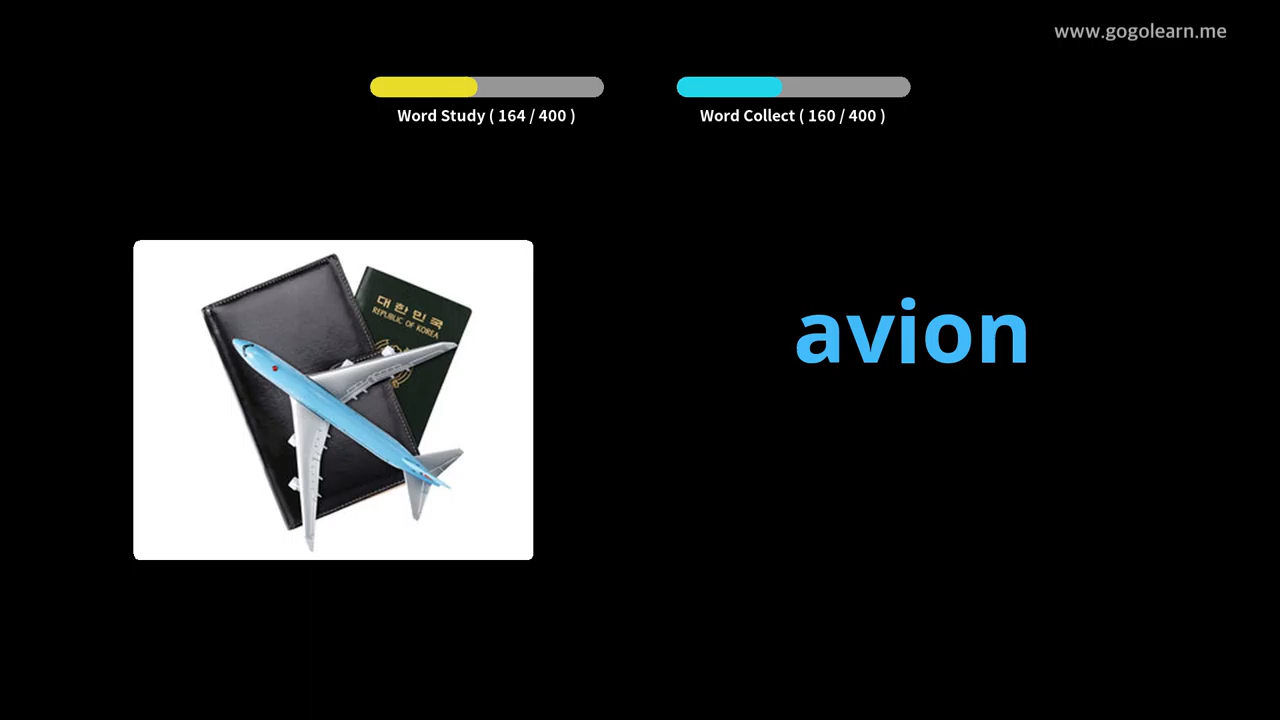 www.gogolearn.me
Word Study ( 164 / 400 )
Word Collect ( 160 / 400 )
대한민국
REPUBLIC OF KOREA
avion